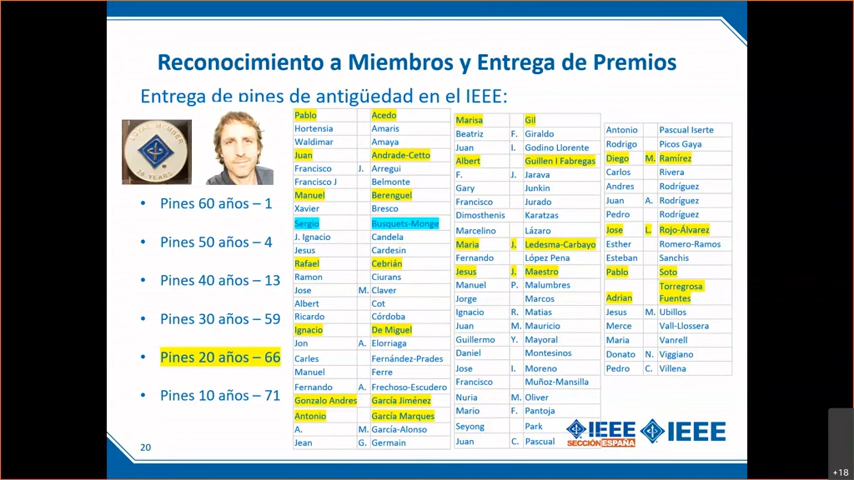 Reconocimiento a Miembros y Entrega de Premios
Entrega de pines de antigüedad en el IEEE:
• Pines 60 años – 1
• Pines 50 años – 4
• Pines 40 años – 13
• Pines 30 años – 59
• Pines 20 años – 66
• Pines 10 años – 71
Pablo Acedo
Hortensia Amaris
Waldimar Amaya
Juan Andrade-Cetto
Francisco J. Arregui
Francisco J Belmonte
Manuel Berenguel
Xavier Bresco
Sergio Busquets-Monge
J. Ignacio Candela
Jesus Cardesin
Rafael Cebrián
Ramon Ciurans
Jose M. Claver
Albert Cot
Ricardo Córdoba
Ignacio De Miguel
Jon A. Elorriaga
Carles Fernández-Prades
Manuel Ferre
Fernando A. Frechoso-Escudero
Gonzalo Andres García Jiménez
Antonio García Marques
A. M. García-Alonso
Jean G. Germain
Marisa Gil
Beatriz F. Giraldo
Juan I. Godino Llorente
Albert Guillen I Fabregas
F. J. Jarava
Gary Junkin
Francisco Jurado
Dimosthenis Karatzas
Marcelino Lázaro
Maria J. Ledesma-Carbayo
Fernando López Pena
Jesus J. Maestro
Manuel P. Malumbres
Jorge Marcos
Ignacio R. Matias
Juan M. Mauricio
Guillermo Y. Mayoral
Daniel Montesinos
Jose I. Moreno
Francisco Muñoz-Mansilla
Nuria M. Oliver
Mario F. Pantoja
Seyong Park
Juan C. Pascual
Antonio Pascual Iserte
Rodrigo Picos Gaya
Diego M. Ramírez
Carlos Rivera
Andres Rodríguez
Juan A. Rodríguez
Pedro Rodríguez
Jose L. Rojo-Álvarez
Esther Romero-Ramos
Esteban Sanchis
Pablo Soto
Adrian Torregrosa Fuentes
Jesus M. Ubillos
Merce Vall-Llossera
Maria Vanrell
Donato N. Viggiano
Pedro C. Villena
IEEE
SECCIÓN ESPAÑA
IEEE
20
+18